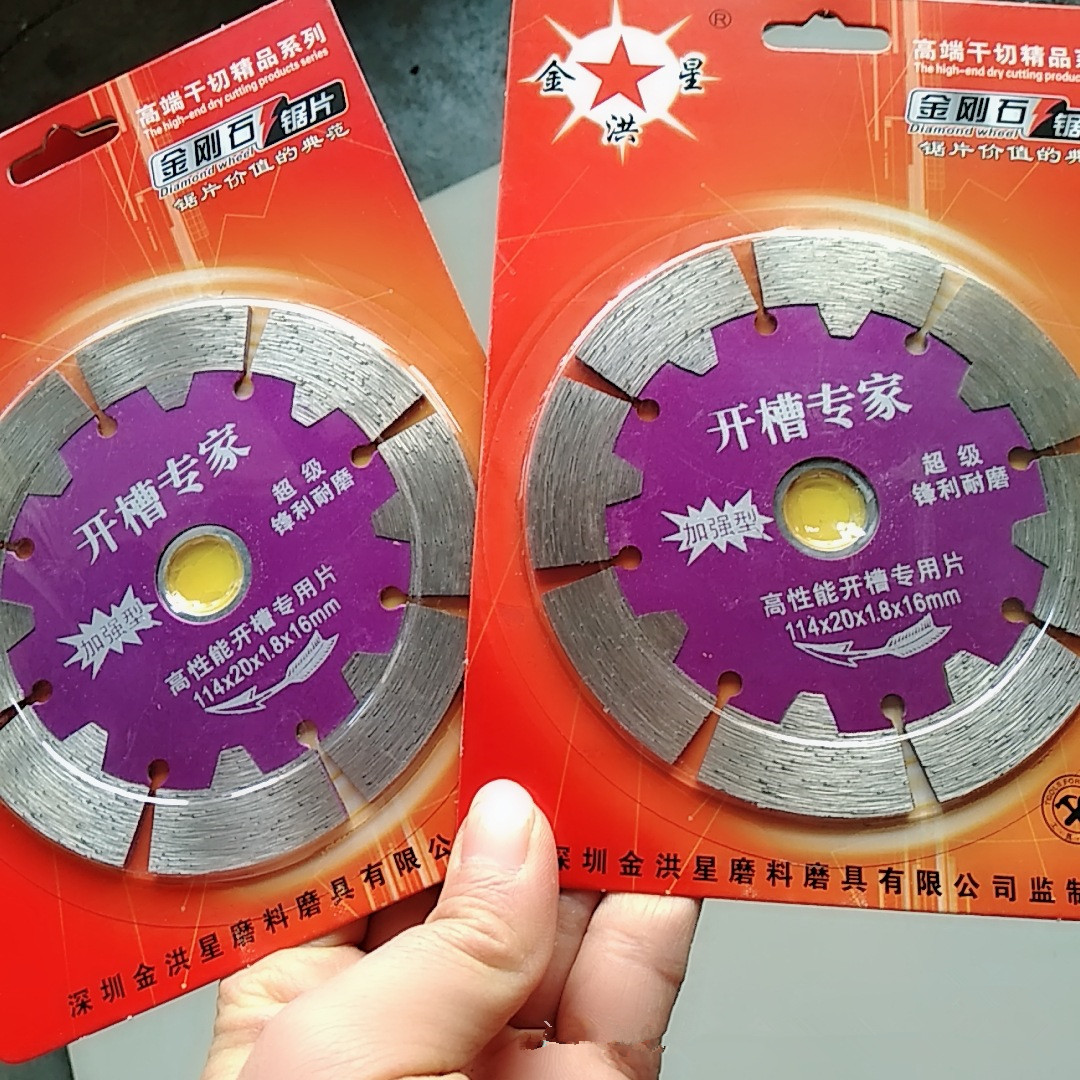 高端干切精品系列
The high-end dry cutting products series
金刚石锯片
Diamond wheel
锯片价值的典范
开槽专家
超级
锋利耐磨
加强型
高性能开槽专用片
114x20x1.8x16mm
深圳金洪星磨料磨具有限公
®
金 星
洪
高端干切精品系
The high-end dry cutting produc
金刚石锯
Diamond wheel
锯片价值的典
开槽专家
超级
锋利耐磨
加强型
高性能开槽专用片
114x20x1.8x16mm
TOOLS FOR
深圳金洪星磨料磨具有限公司监制